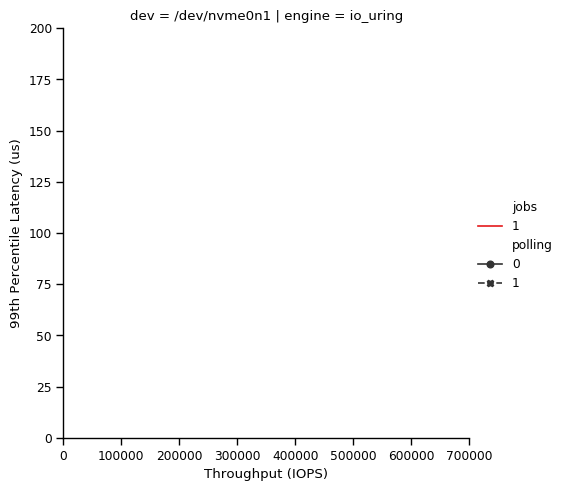 dev = /dev/nvme0n1 | engine = io_uring
200
175
150
125
100
75
50
25
0
99th Percentile Latency (us)
0 100000 200000 300000 400000 500000 600000 700000
Throughput (IOPS)
jobs
1
polling
0
1